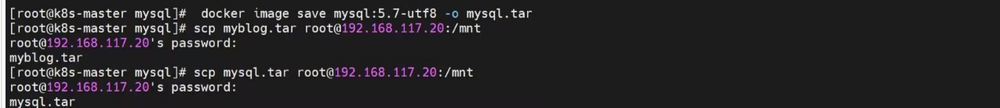 [root@k8s-master mysql]#  docker image save mysql:5.7-utf8 -o mysql.tar
[root@k8s-master mysql]# scp myblog.tar root@192.168.117.20:/mnt
root@192.168.117.20's password:
myblog.tar
[root@k8s-master mysql]# scp mysql.tar root@192.168.117.20:/mnt
root@192.168.117.20's password:
mysql.tar